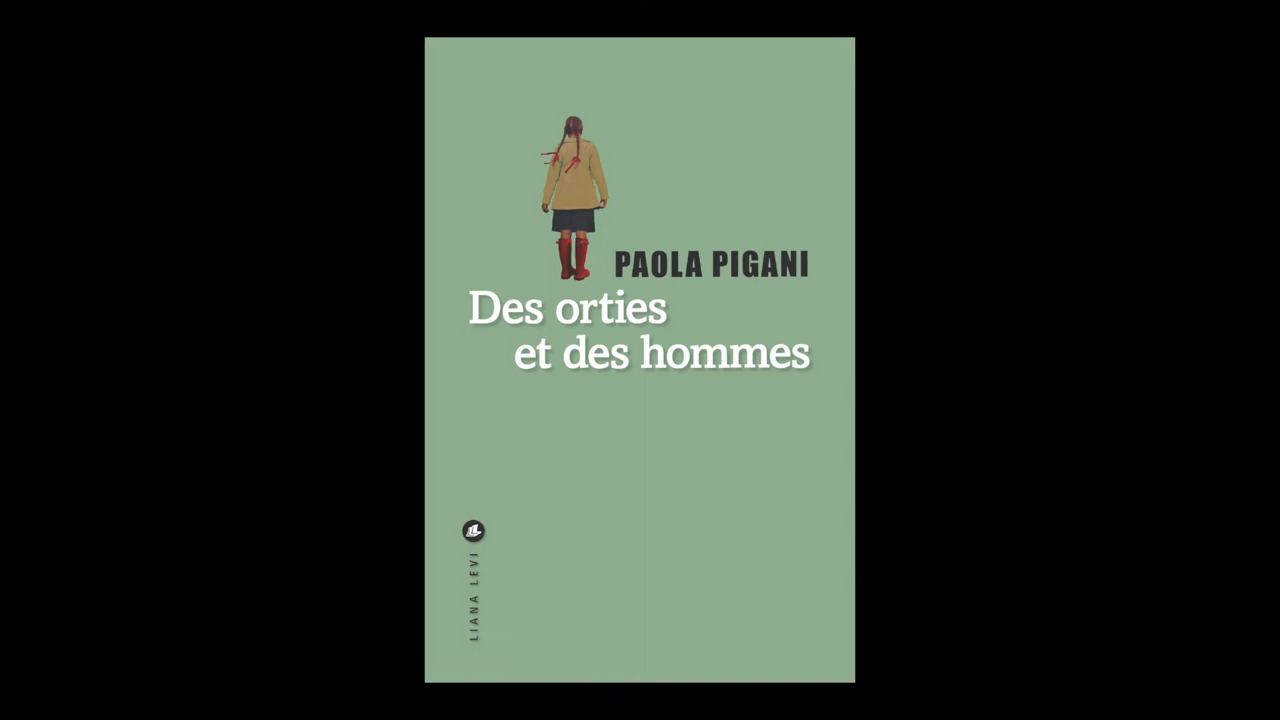 PAOLA PIGANI
Des orties
et des hommes
LIANA LEVI